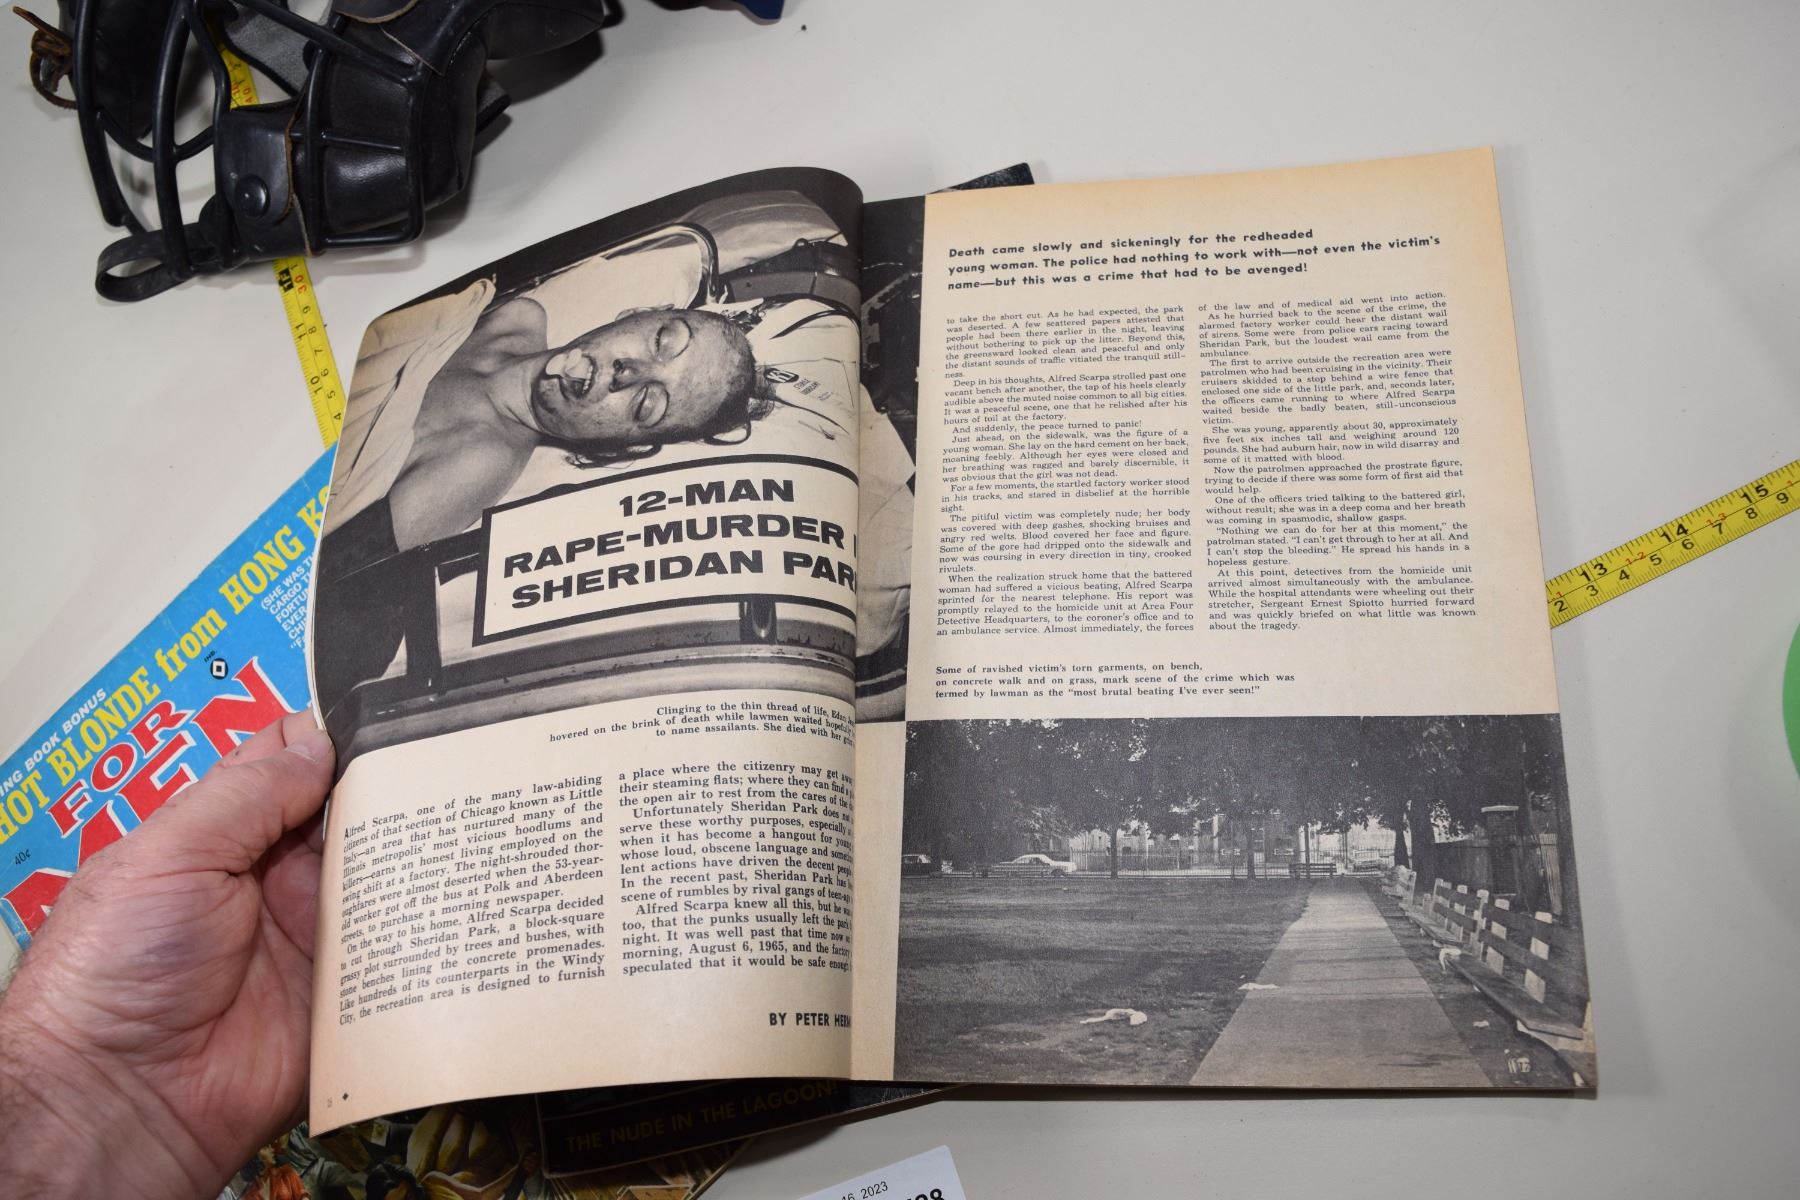 12-MAN
RAPE-MURDER
SHERIDAN PARK
Clinging to the thin thread of life,
hovered on the brink of death while lawmen waited
to name assailants. She died with her
Alfred Scarpa, one of the many law-abiding
citizens of that section of Chicago known as Little
Italy—an area that has nurtured many of the
Illinois metropolis' most vicious hoodlums and
killers—earns an honest living employed on the
swing shift at a factory. The night-shrouded thor-
oughfares were almost deserted when the 53-year-
old worker got off the bus at Polk and Aberdeen
streets, to purchase a morning newspaper.
On the way to his home, Alfred Scarpa decided
to cut through Sheridan Park, a block-square
grassy plot surrounded by trees and bushes, with
stone benches lining the concrete promenades.
Like hundreds of its counterparts in the Windy
City, the recreation area is designed to furnish
a place where the citizenry may get
their steaming flats; where they can find a
the open air to rest from the cares of the
Unfortunately Sheridan Park does
serve these worthy purposes, especially
when it has become a hangout for
whose loud, obscene language and
lent actions have driven the decent
In the recent past, Sheridan Park has
scene of rumbles by rival gangs of
Alfred Scarpa knew all this, but he
too, that the punks usually left the
night. It was well past that time now
morning, August 6, 1965, and the factory
speculated that it would be safe enough
BY PETER
Death came slowly and sickeningly for the redheaded
young woman. The police had nothing to work with—not even the victim's
name—but this was a crime that had to be avenged!
to take the short cut. As he had expected, the park
was deserted. A few scattered papers attested that
people had been there earlier in the night, leaving
without bothering to pick up the litter. Beyond this,
the greensward looked clean and peaceful and only
the distant sounds of traffic vitiated the tranquil still-
ness.
Deep in his thoughts, Alfred Scarpa strolled past one
vacant bench after another, the tap of his heels clearly
audible above the muted noise common to all big cities.
It was a peaceful scene, one that he relished after his
hours of toil at the factory.
And suddenly, the peace turned to panic!
Just ahead, on the sidewalk, was the figure of a
young woman. She lay on the hard cement on her back,
moaning feebly. Although her eyes were closed and
her breathing was ragged and barely discernible, it
was obvious that the girl was not dead.
For a few moments, the startled factory worker stood
in his tracks, and stared in disbelief at the horrible
sight.
The pitiful victim was completely nude; her body
was covered with deep gashes, shocking bruises and
angry red welts. Blood covered her face and figure.
Some of the gore had dripped onto the sidewalk and
now was coursing in every direction in tiny, crooked
rivulets.
When the realization struck home that the battered
woman had suffered a vicious beating, Alfred Scarpa
sprinted for the nearest telephone. His report was
promptly relayed to the homicide unit at Area Four
Detective Headquarters, to the coroner's office and to
an ambulance service. Almost immediately, the forces
of the law and of medical aid went into action.
As he hurried back to the scene of the crime, the
alarmed factory worker could hear the distant wail
of sirens. Some were from police cars racing toward
Sheridan Park, but the loudest wail came from the
ambulance.
The first to arrive outside the recreation area were
patrolmen who had been cruising in the vicinity. Their
cruisers skidded to a stop behind a wire fence that
enclosed one side of the little park, and, seconds later,
the officers came running to where Alfred Scarpa
waited beside the badly beaten, still-unconscious
victim.
She was young, apparently about 30, approximately
five feet six inches tall and weighing around 120
pounds. She had auburn hair, now in wild disarray and
some of it matted with blood.
Now the patrolmen approached the prostrate figure,
trying to decide if there was some form of first aid that
would help.
One of the officers tried talking to the battered girl,
without result; she was in a deep coma and her breath
was coming in spasmodic, shallow gasps.
"Nothing we can do for her at this moment," the
patrolman stated. "I can't get through to her at all. And
I can't stop the bleeding." He spread his hands in a
hopeless gesture.
At this point, detectives from the homicide unit
arrived almost simultaneously with the ambulance.
While the hospital attendants were wheeling out their
stretcher, Sergeant Ernest Spiotto hurried forward
and was quickly briefed on what little was known
about the tragedy.
Some of ravished victim's torn garments, on bench,
on concrete walk and on grass, mark scene of the crime which was
termed by lawman as the "most brutal beating I've ever seen!"
BOOK BONUS
HOT BLONDE from HONG
(SHE WAS
CARGO
EVER
IND.
FOR
MEN
40¢
THE NUDE IN THE LAGOON!
16, 2023